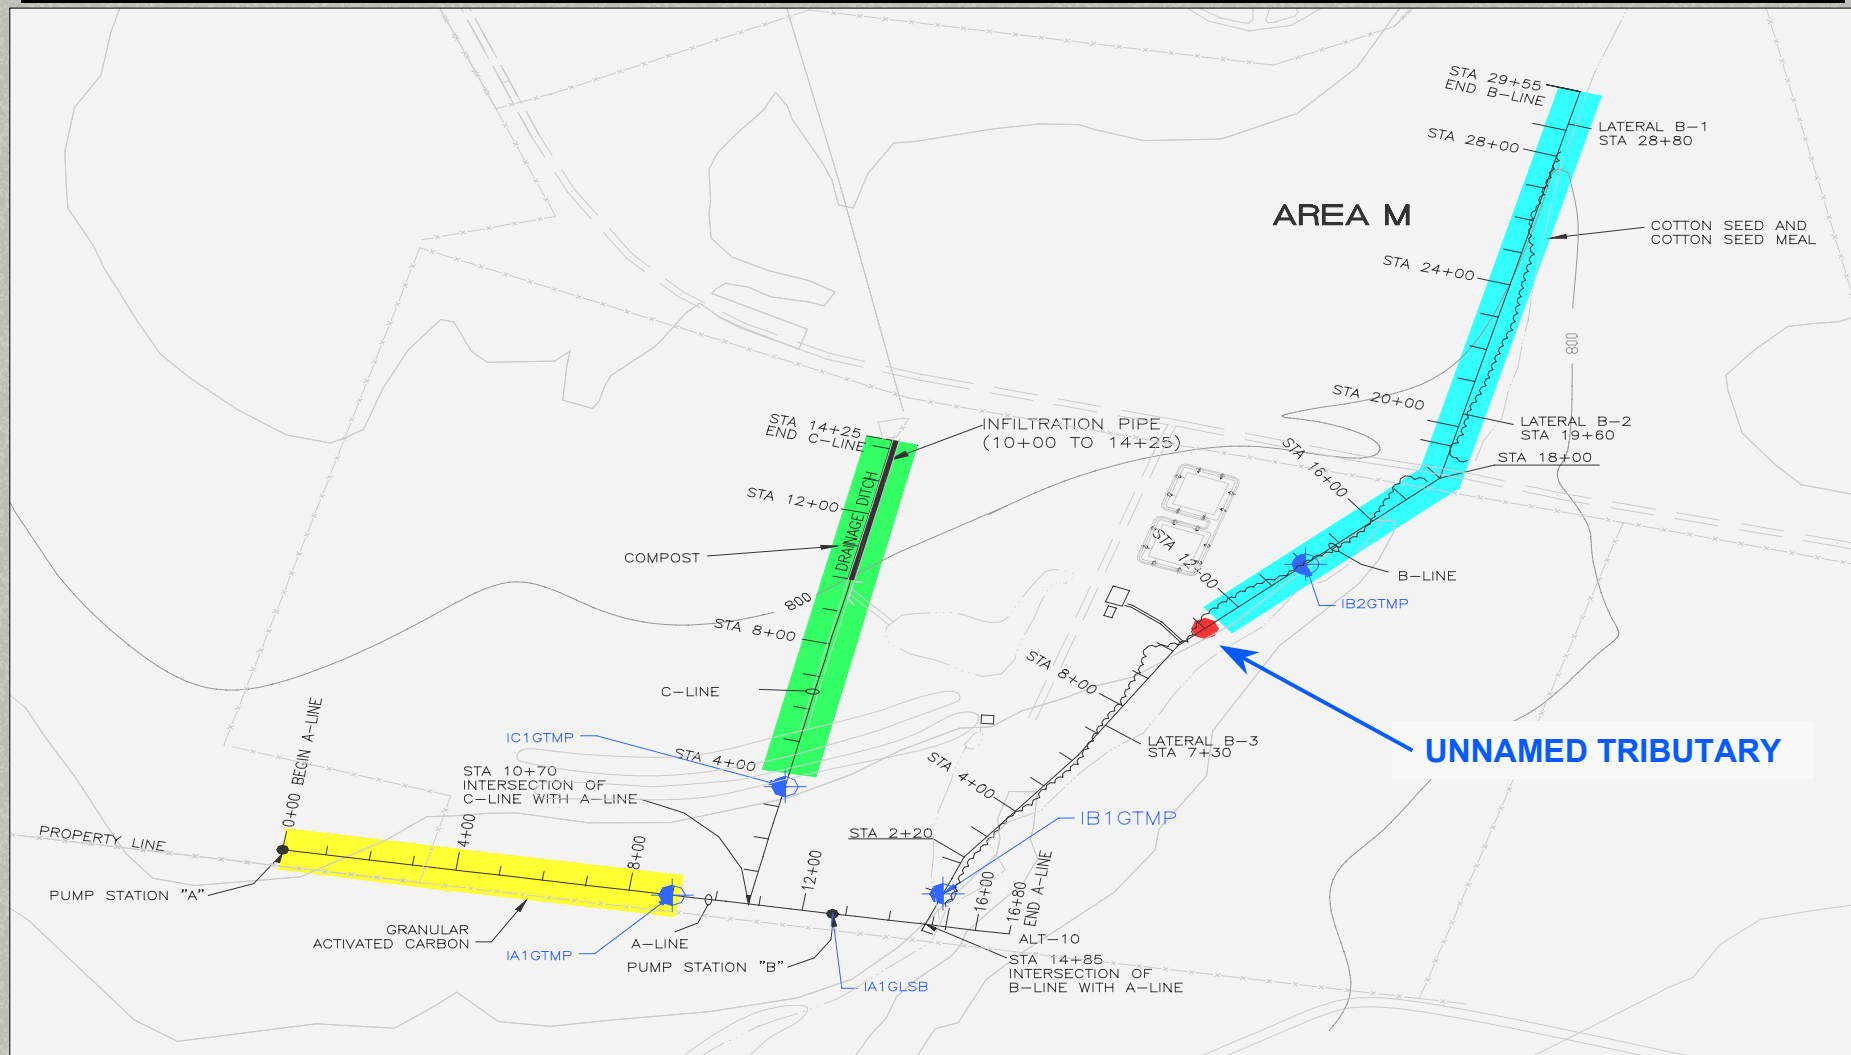 STA 29+55
END B-LINE
LATERAL B-1
STA 28+80
STA 28+00
AREA M
COTTON SEED AND
COTTON SEED MEAL
STA 24+00
800
STA 20+00
LATERAL B-2
STA 19+60
STA 18+00
STA 16+00
STA 14+25
END C-LINE
INFILTRATION PIPE
(10+00 TO 14+25)
STA 12+00
DRAINAGE DITCH
COMPOST
STA 12+00
B-LINE
IB2GTMP
800
STA 8+00
STA 8+00
C-LINE
UNNAMED TRIBUTARY
LATERAL B-3
STA 7+30
IC1GTMP
STA 4+00
STA 4+00
STA 10+70
INTERSECTION OF
C-LINE WITH A-LINE
0+00 BEGIN A-LINE
IB1GTMP
STA 2+20
PROPERTY LINE
4+00
8+00
12+00
16+00
16+80
END A-LINE
PUMP STATION "A"
GRANULAR
ACTIVATED CARBON
IA1GTMP
A-LINE
PUMP STATION "B"
IA1GLSB
ALT-10
STA 14+85
INTERSECTION OF
B-LINE WITH A-LINE